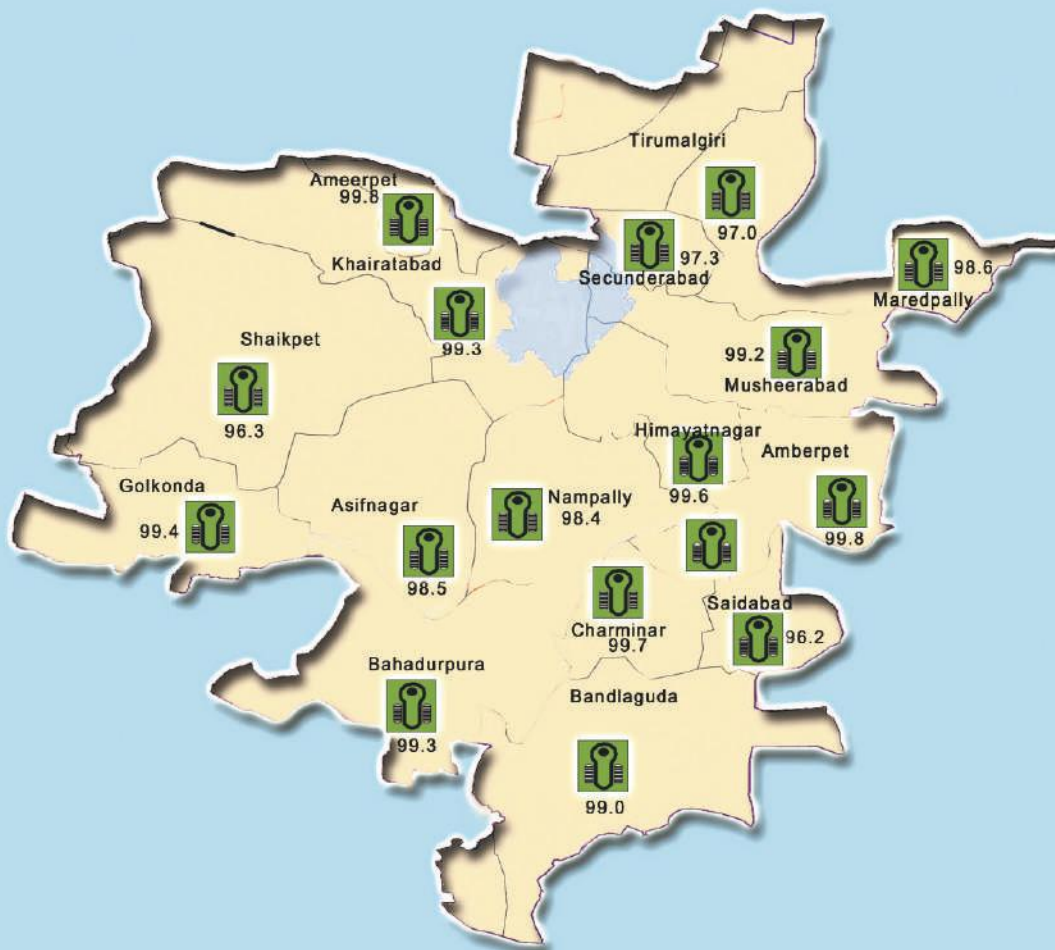 Tirumalgiri
97.0
Ameerpet
99.8
97.3
Secunderabad
98.6
Maredpally
Khairatabad
99.3
Shaikpet
96.3
99.2
Musheerabad
Himayatnagar
99.6
Amberpet
99.8
Golkonda
99.4
Asifnagar
98.5
Nampally
98.4
Charminar
99.7
Saidabad
96.2
Bahadurpura
99.3
Bandlaguda
99.0